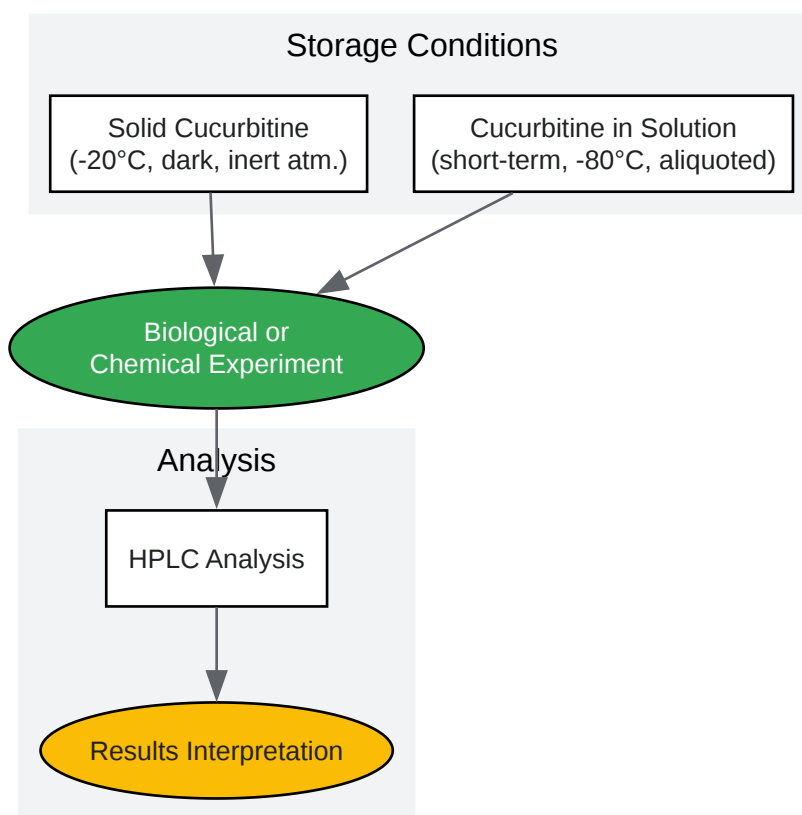 Storage Conditions
Solid Cucurbitine
(-20°C, dark, inert atm.)
Cucurbitine in Solution
(short-term, -80°C, aliquoted)
Biological or
Chemical Experiment
Analysis
HPLC Analysis
Results Interpretation